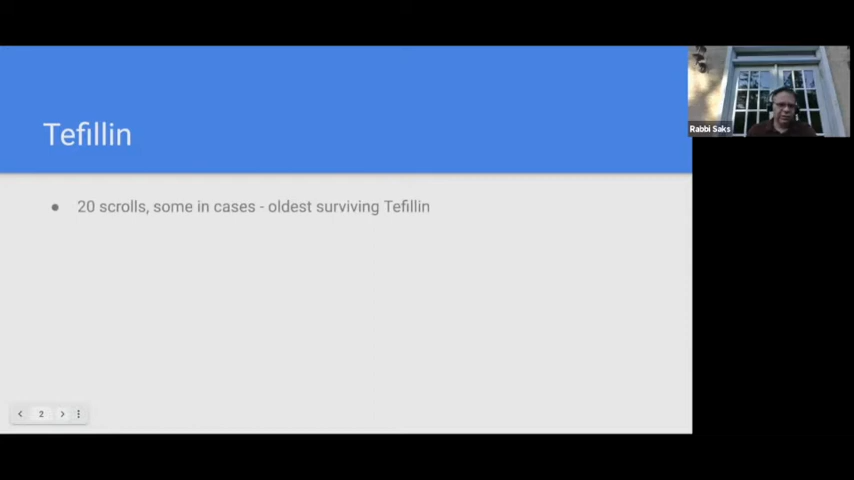 Tefillin
● 20 scrolls, some in cases - oldest surviving Tefillin
2
Rabbi Saks